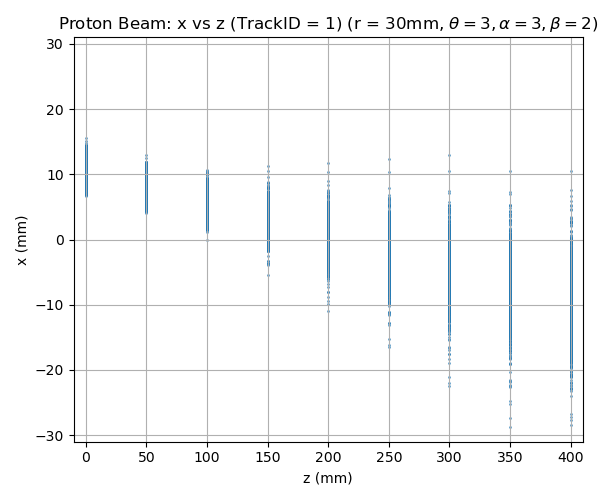 Proton Beam: x vs z (TrackID = 1) (r = 30mm, θ = 3, α = 3, β = 2)
30
20
10
0
−10
−20
−30
x (mm)
0 50 100 150 200 250 300 350 400
z (mm)